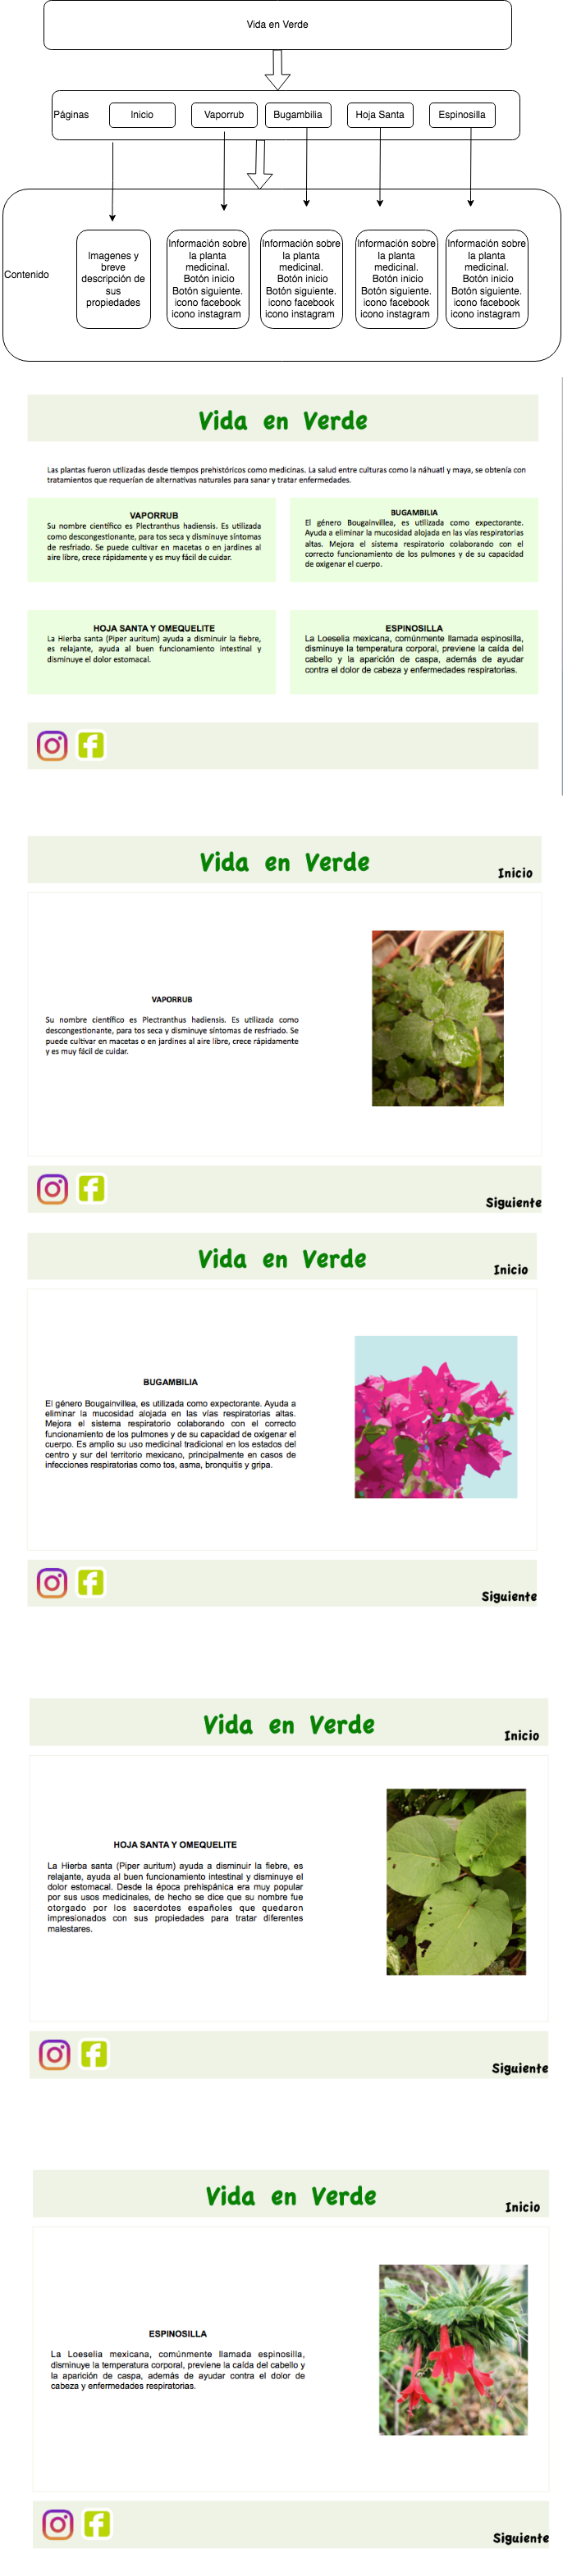 Vida en Verde
Páginas
Inicio
Vaporrub
Bugambilia
Hoja Santa
Espinosilla
Contenido
Imagenes y
breve
descripción de
sus
propiedades
Información sobre
la planta
medicinal.
Botón inicio
Botón siguiente.
icono facebook
icono instagram
Información sobre
la planta
medicinal.
Botón inicio
Botón siguiente.
icono facebook
icono instagram
Información sobre
la planta
medicinal.
Botón inicio
Botón siguiente.
icono facebook
icono instagram
Información sobre
la planta
medicinal.
Botón inicio
Botón siguiente.
icono facebook
icono instagram
Vida en Verde
Las plantas fueron utilizadas desde tiempos prehistóricos como medicinas. La salud entre culturas como la náhuatl y maya, se obtenía con
tratamientos que requerían de alternativas naturales para sanar y tratar enfermedades.
VAPORRUB
Su nombre científico es Plectranthus hadiensis. Es utilizada
como descongestionante, para tos seca y disminuye síntomas
de resfriado. Se puede cultivar en macetas o en jardines al
aire libre, crece rápidamente y es muy fácil de cuidar.
BUGAMBILIA
El género Bougainvillea, es utilizada como expectorante.
Ayuda a eliminar la mucosidad alojada en las vías respiratorias
altas. Mejora el sistema respiratorio colaborando con el
correcto funcionamiento de los pulmones y de su capacidad
de oxigenar el cuerpo.
HOJA SANTA Y OMEQUELITE
La Hierba santa (Piper auritum) ayuda a disminuir la fiebre,
es relajante, ayuda al buen funcionamiento intestinal y
disminuye el dolor estomacal.
ESPINOSILLA
La Loeselia mexicana, comúnmente llamada espinosilla,
disminuye la temperatura corporal, previene la caída del
cabello y la aparición de caspa, además de ayudar
contra el dolor de cabeza y enfermedades respiratorias.
Vida en Verde
Inicio
VAPORRUB
Su nombre científico es Plectranthus hadiensis. Es utilizada como
descongestionante, para tos seca y disminuye síntomas de resfriado. Se
puede cultivar en macetas o en jardines al aire libre, crece rápidamente
y es muy fácil de cuidar.
Siguiente
Vida en Verde
Inicio
BUGAMBILIA
El género Bougainvillea, es utilizada como expectorante. Ayuda a
eliminar la mucosidad alojada en las vías respiratorias altas.
Mejora el sistema respiratorio colaborando con el correcto
funcionamiento de los pulmones y de su capacidad de oxigenar el
cuerpo. Es amplio su uso medicinal tradicional en los estados del
centro y sur del territorio mexicano, principalmente en casos de
infecciones respiratorias como tos, asma, bronquitis y gripa.
Siguiente
Vida en Verde
Inicio
HOJA SANTA Y OMEQUELITE
La Hierba santa (Piper auritum) ayuda a disminuir la fiebre, es
relajante, ayuda al buen funcionamiento intestinal y disminuye el
dolor estomacal. Desde la época prehispánica era muy popular
por sus usos medicinales, de hecho se dice que su nombre fue
otorgado por los sacerdotes españoles que quedaron
impresionados con sus propiedades para tratar diferentes
malestares.
Siguiente
Vida en Verde
Inicio
ESPINOSILLA
La Loeselia mexicana, comúnmente llamada espinosilla,
disminuye la temperatura corporal, previene la caída del cabello y
la aparición de caspa, además de ayudar contra el dolor de
cabeza y enfermedades respiratorias.
Siguiente